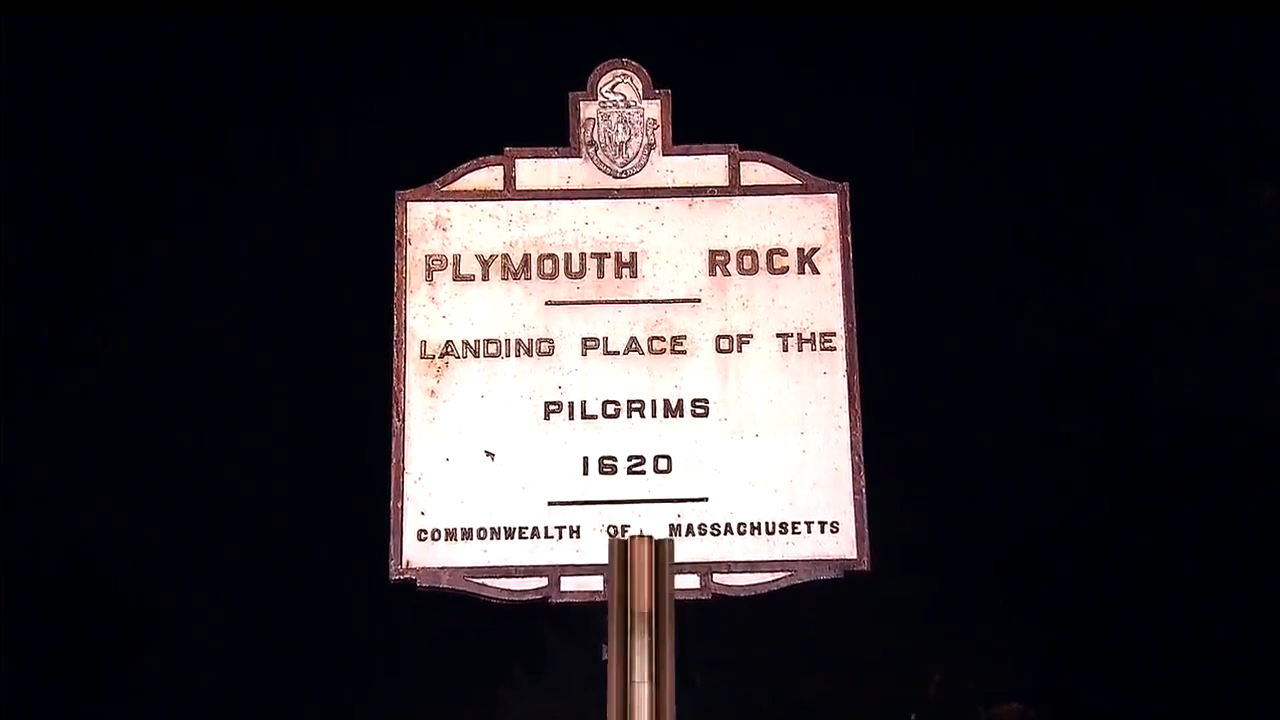 PLYMOUTH ROCK
LANDING PLACE OF THE
PILGRIMS
1620
COMMONWEALTH OF MASSACHUSETTS